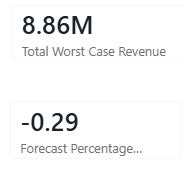 8.86M
Total Worst Case Revenue
-0.29
Forecast Percentage...